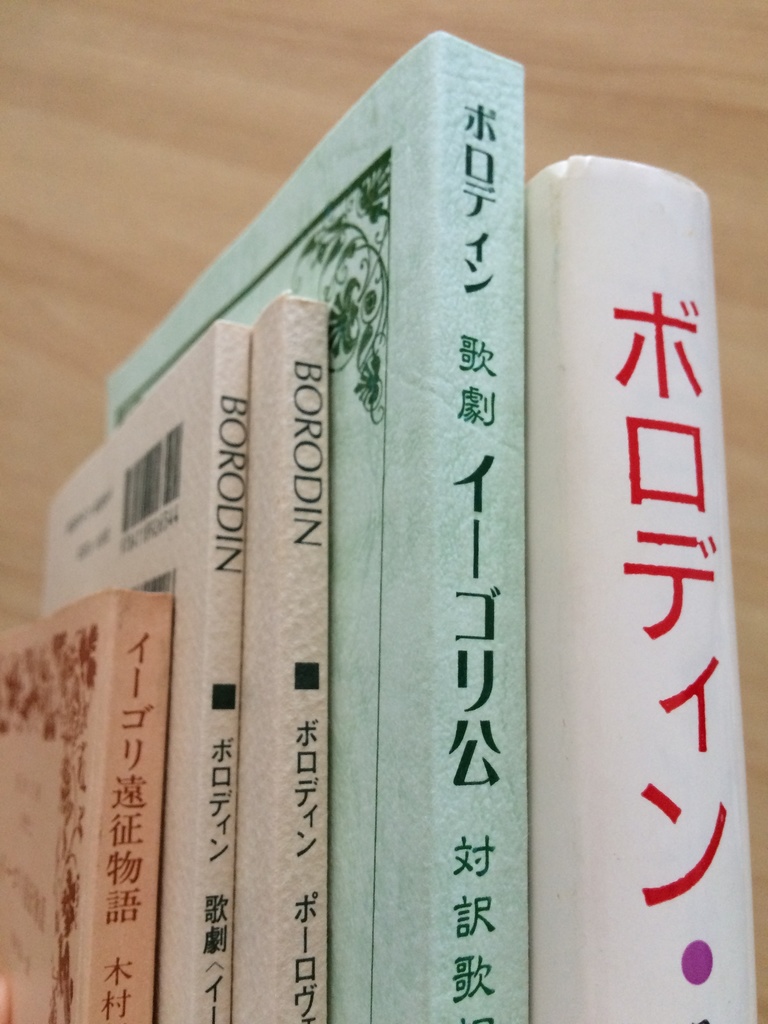 イーゴリ遠征物語 木村
BORODIN ■ ボロディン 歌劇〈イー
BORODIN ■ ボロディン ポーロヴェ
ボロディン 歌劇 イーゴリ公 対訳歌
ボロディン・